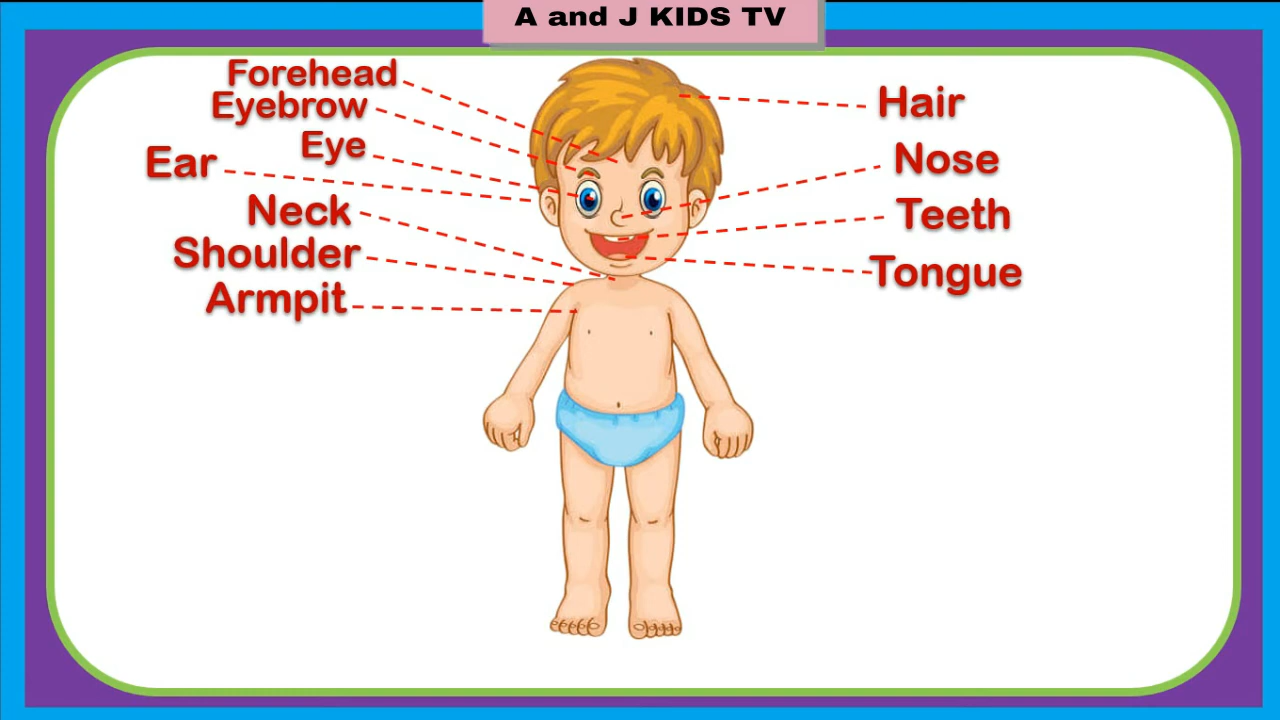 A and J KIDS TV
Forehead
Eyebrow
Eye
Ear
Neck
Shoulder
Armpit
Hair
Nose
Teeth
Tongue